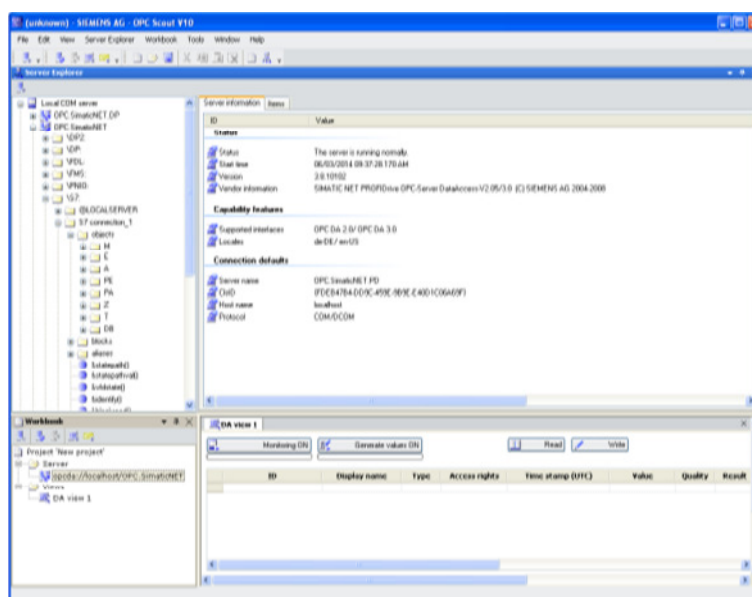 (unknown) - SIEMENS AG - OPC Scout V10
File Edit View Server Explorer Workbook Tools Window Help
Server Explorer
Local COM server
OPC.SimaticNET.DP
OPC.SimaticNET
\DP2:
\DP:
\FDL:
\FMS:
\PNIO:
\S7:
@LOCALSERVER
S7 connection_1
objects
M
E
A
PE
PA
Z
T
DB
blocks
aliases
&statepath()
&statepathval()
&identify()
Server information Items
ID Value
Status
Status The server is running normally.
Start time 06/03/2014 09:37:28.170 AM
Version
Vendor information SIMATIC NET PROFIDrive OPC-Server DataAccess V2.05/3.0 (C) SIEMENS AG 2004-2008
Capability features
Supported interfaces OPC DA 2.0/ OPC DA 3.0
Locales de-DE/ en-US
Connection defaults
Server name OPC.SimaticNET.PD
ClsID
Host name localhost
Protocol COM/DCOM
Workbook
Project 'New project'
Server
opcda://localhost/OPC.SimaticNET
Views
DA view 1
DA view 1
Monitoring ON Generate values ON Read Write
ID Display name Type Access rights Time stamp (UTC) Value Quality Result